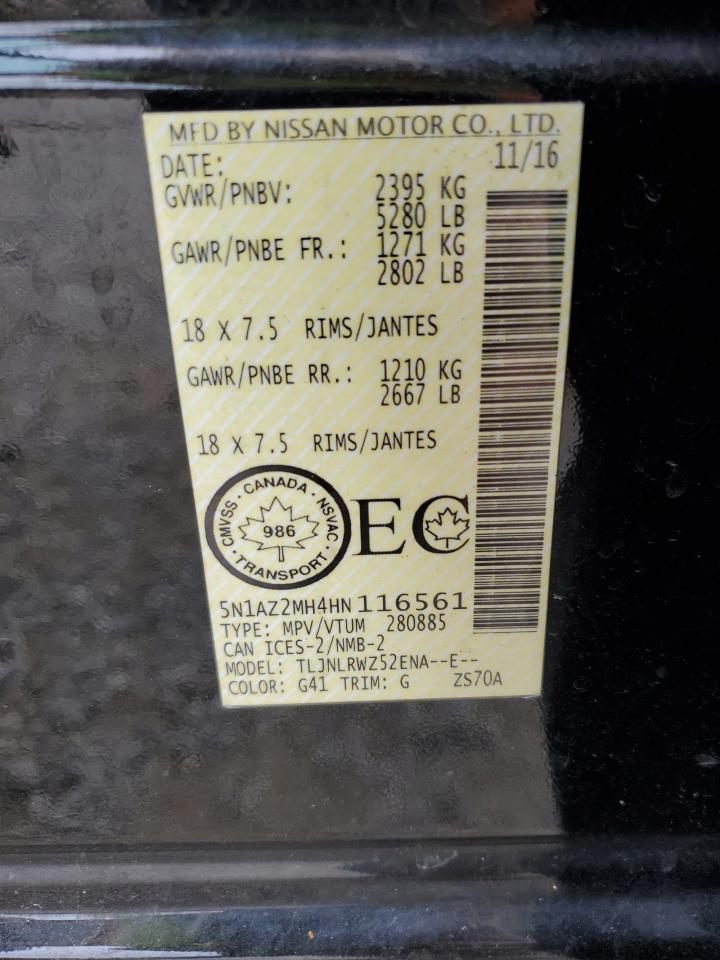 MFD BY NISSAN MOTOR CO., LTD.
DATE: 11/16
GVWR/PNBV: 2395 KG
5280 LB
GAWR/PNBE FR.: 1271 KG
2802 LB
18 X 7.5 RIMS/JANTES
GAWR/PNBE RR.: 1210 KG
2667 LB
18 X 7.5 RIMS/JANTES
CMVSS · CANADA · NSVAC · TRANSPORT ·
986
EC
5N1AZ2MH4HN116561
TYPE: MPV/VTUM 280885
CAN ICES-2/NMB-2
MODEL: TLJNLRWZ52ENA--E--
COLOR: G41 TRIM: G ZS70A